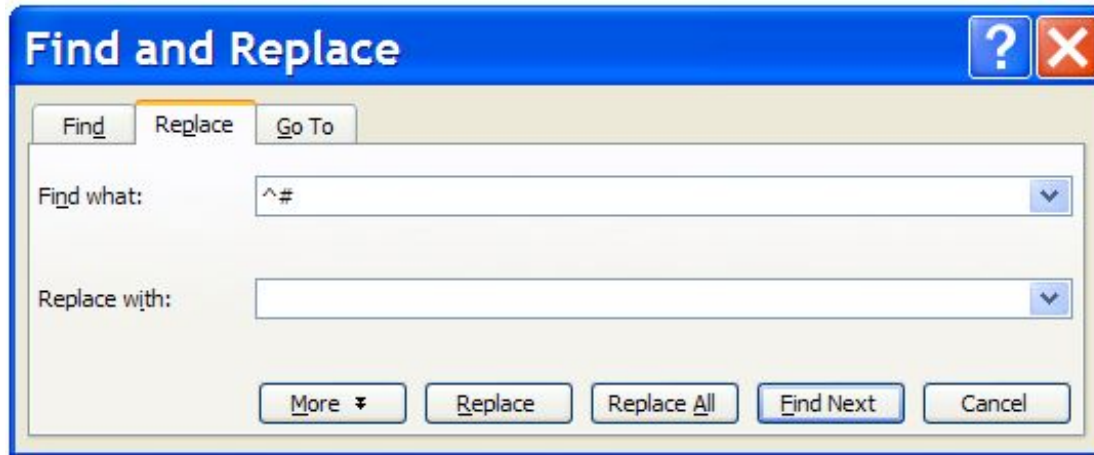 Find and Replace
Find Replace Go To
Find what: ^#
Replace with:
More Replace Replace All Find Next Cancel